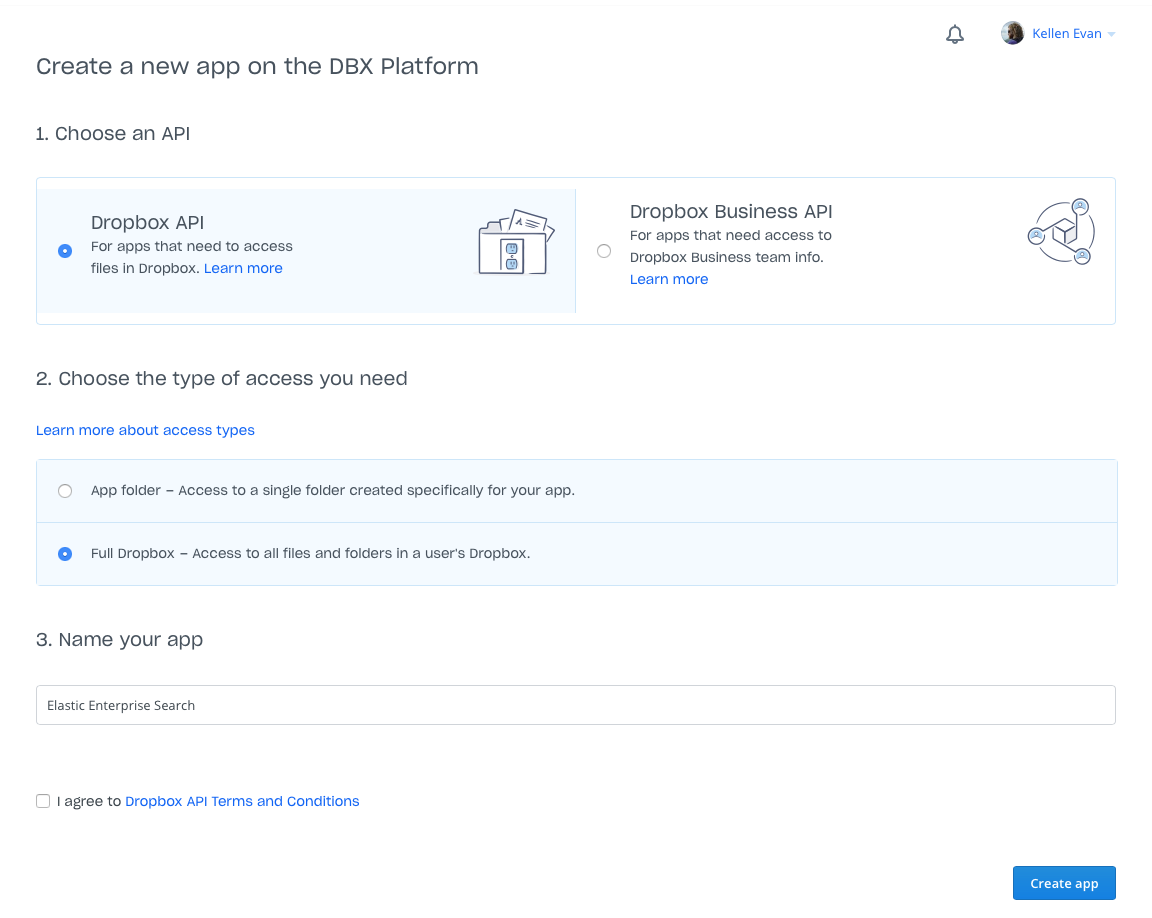 Kellen Evan
Create a new app on the DBX Platform
1. Choose an API
Dropbox API
For apps that need to access
files in Dropbox. Learn more
Dropbox Business API
For apps that need access to
Dropbox Business team info.
Learn more
2. Choose the type of access you need
Learn more about access types
App folder – Access to a single folder created specifically for your app.
Full Dropbox – Access to all files and folders in a user's Dropbox.
3. Name your app
Elastic Enterprise Search
I agree to Dropbox API Terms and Conditions
Create app